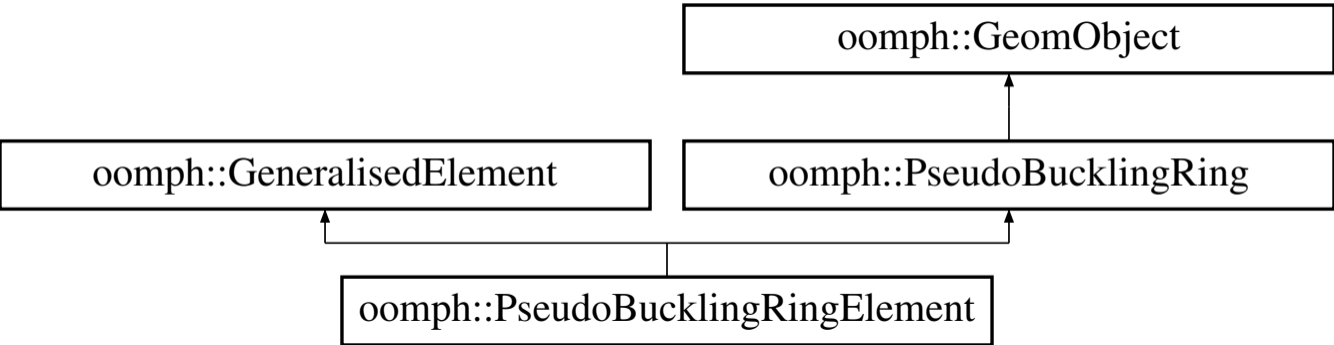 oomph::GeomObject
oomph::GeneralisedElement
oomph::PseudoBucklingRing
oomph::PseudoBucklingRingElement